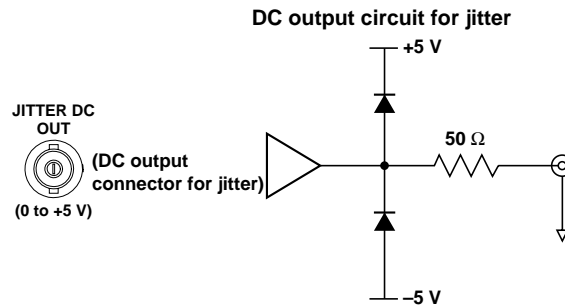 DC output circuit for jitter
+5 V
JITTER DC
OUT
50 Ω
(DC output
connector for jitter)
(0 to +5 V)
–5 V